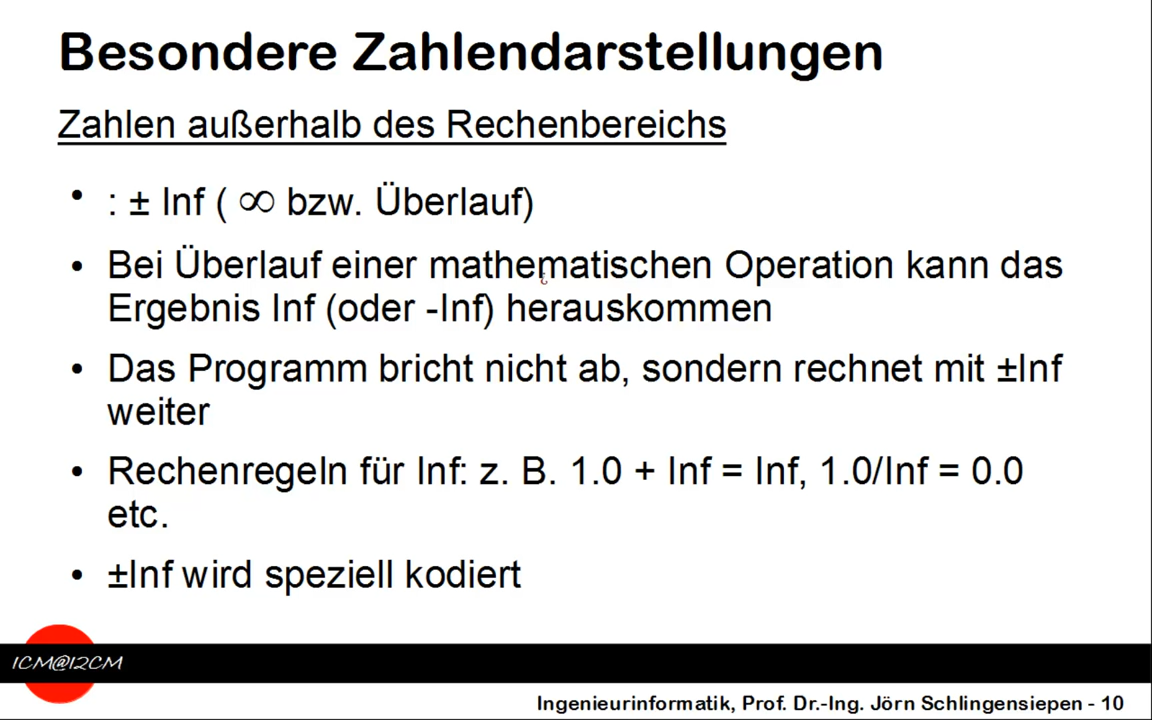 Besondere Zahlendarstellungen
Zahlen außerhalb des Rechenbereichs
• : ± Inf ( ∞ bzw. Überlauf)
• Bei Überlauf einer mathematischen Operation kann das
Ergebnis Inf (oder -Inf) herauskommen
• Das Programm bricht nicht ab, sondern rechnet mit ±Inf
weiter
• Rechenregeln für Inf: z. B. 1.0 + Inf = Inf, 1.0/Inf = 0.0
etc.
• ±Inf wird speziell kodiert
ICM@I2CM
Ingenieurinformatik, Prof. Dr.-Ing. Jörn Schlingensiepen - 10